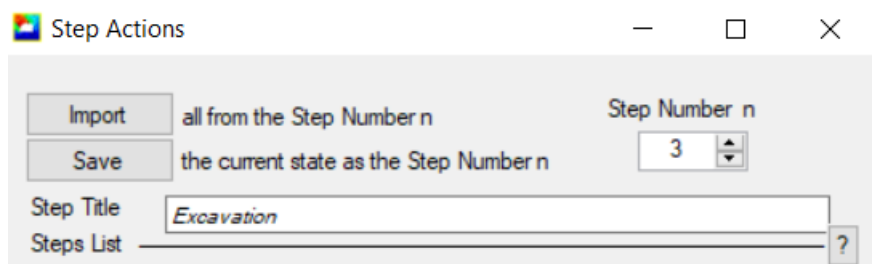 Step Actions
Import all from the Step Number n Step Number n
Save the current state as the Step Number n 3
Step Title Excavation
Steps List ?